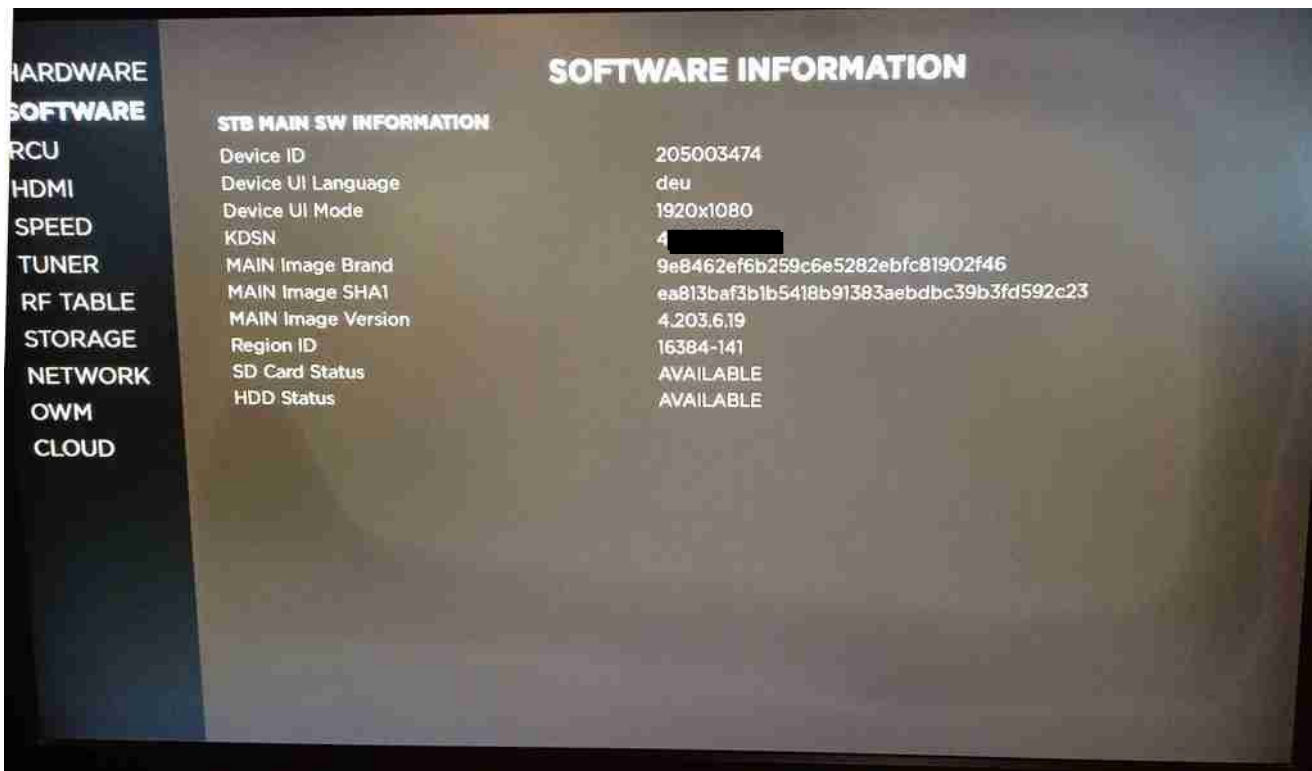 HARDWARE
SOFTWARE
RCU
HDMI
SPEED
TUNER
RF TABLE
STORAGE
NETWORK
OWM
CLOUD
SOFTWARE INFORMATION
STB MAIN SW INFORMATION
Device ID 205003474
Device UI Language deu
Device UI Mode 1920x1080
KDSN 4
MAIN Image Brand 9e8462ef6b259c6e5282ebfc81902f46
MAIN Image SHA1 ea813baf3b1b5418b91383aebdbc39b3fd592c23
MAIN Image Version 4.203.6.19
Region ID 16384-141
SD Card Status AVAILABLE
HDD Status AVAILABLE